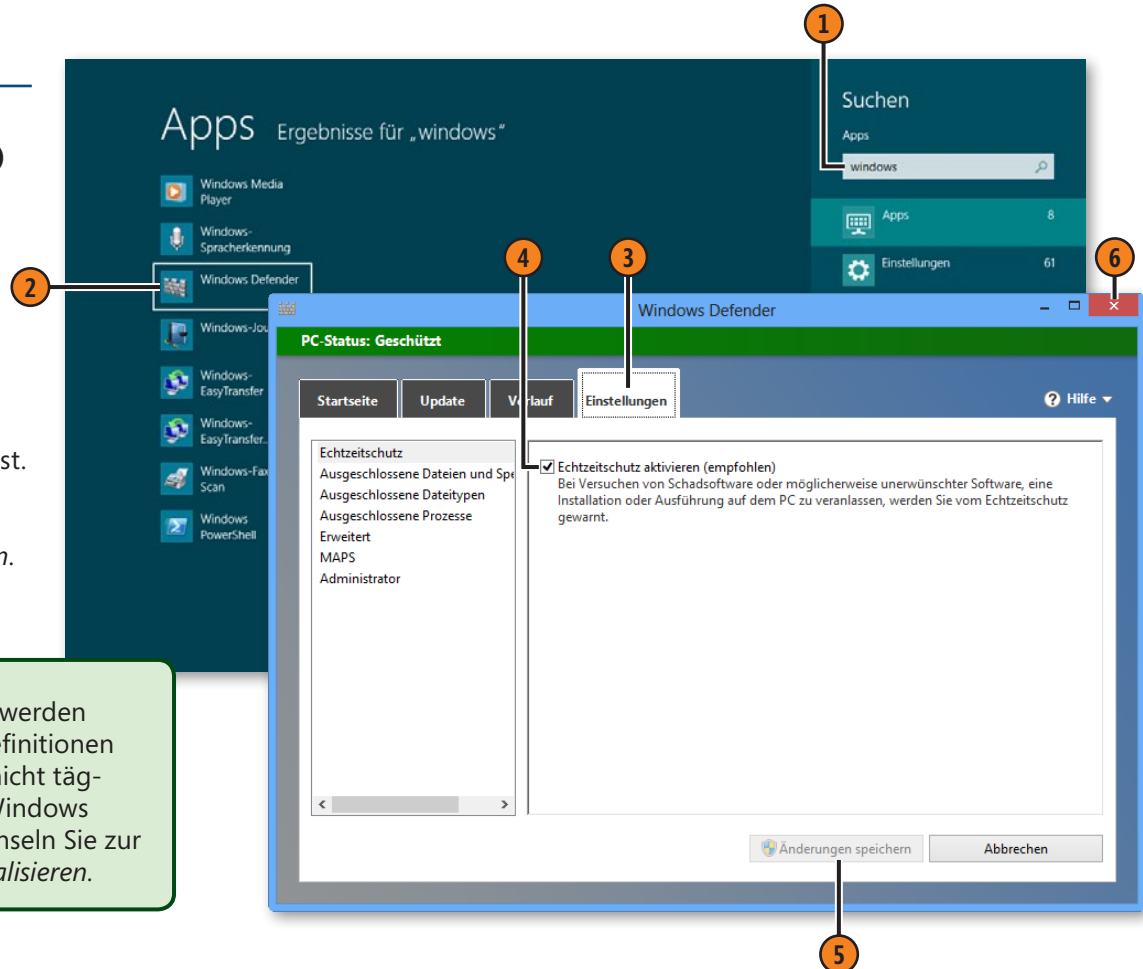 1
Suchen
Apps Ergebnisse für „windows"
Apps
windows
Windows Media
Player
Apps 8
Windows-
Spracherkennung
4
3
Einstellungen 61
6
2
Windows Defender
Windows Defender
Windows-Jou
PC-Status: Geschützt
Windows-
EasyTransfer
Startseite Update Verlauf Einstellungen
Hilfe
Windows-
EasyTransfer..
Windows-Fax
Scan
Windows
PowerShell
Echtzeitschutz
Ausgeschlossene Dateien und Spe
Ausgeschlossene Dateitypen
Ausgeschlossene Prozesse
Erweitert
MAPS
Administrator
Echtzeitschutz aktivieren (empfohlen)
Bei Versuchen von Schadsoftware oder möglicherweise unerwünschter Software, eine
Installation oder Ausführung auf dem PC zu veranlassen, werden Sie vom Echtzeitschutz
gewarnt.
st.
n.
werden
efinitionen
nicht täg-
Windows
nseln Sie zur
alisieren.
Änderungen speichern Abbrechen
5